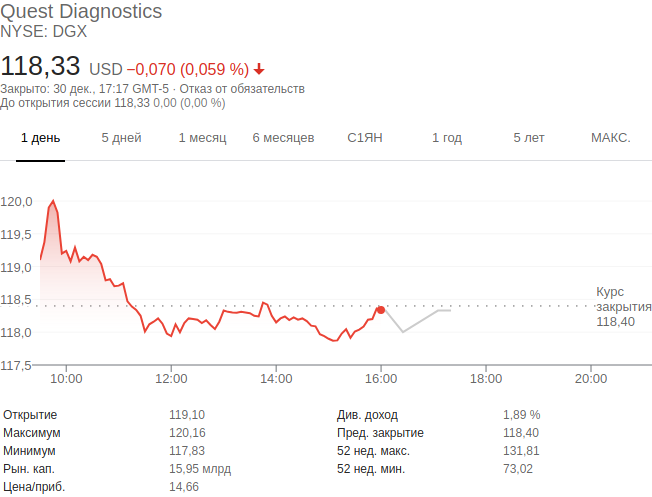 Quest Diagnostics
NYSE: DGX
118,33 USD −0,070 (0,059 %)
Закрыто: 30 дек., 17:17 GMT-5 · Отказ от обязательств
До открытия сессии 118,33 0,00 (0,00 %)
1 день 5 дней 1 месяц 6 месяцев С1ЯН 1 год 5 лет МАКС.
120,0
119,5
119,0
118,5
118,0
117,5
Курс
закрытия
118,40
10:00 12:00 14:00 16:00 18:00 20:00
Открытие 119,10 Див. доход 1,89 %
Максимум 120,16 Пред. закрытие 118,40
Минимум 117,83 52 нед. макс. 131,81
Рын. кап. 15,95 млрд 52 нед. мин. 73,02
Цена/приб. 14,66